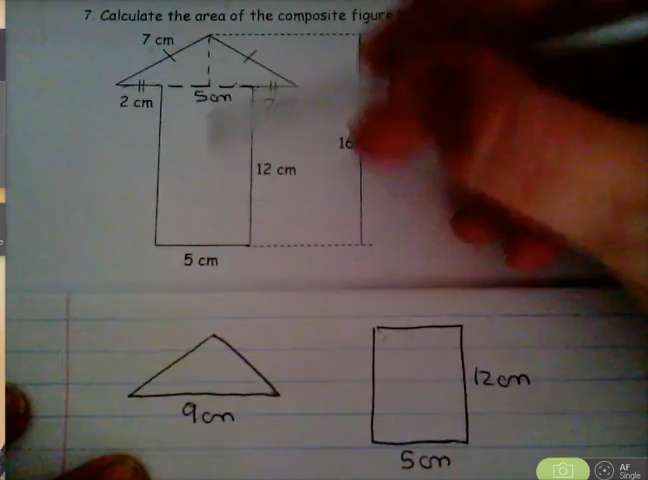 7. Calculate the area of the composite figure
7 cm
2 cm
5cm
16
12 cm
5 cm
9cm
12cm
5cm
AF
Single